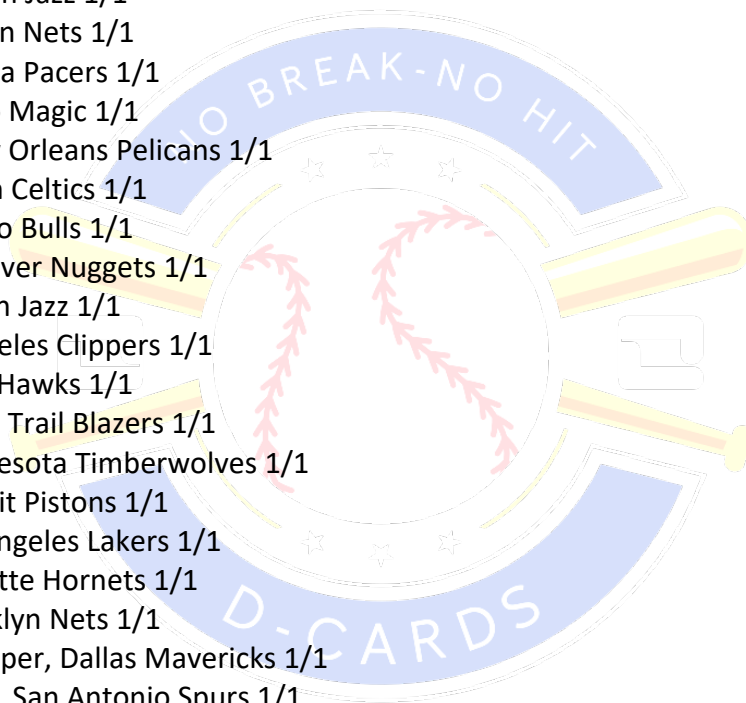 Jazz 1/1
n Nets 1/1
a Pacers 1/1
Magic 1/1
Orleans Pelicans 1/1
Celtics 1/1
o Bulls 1/1
ver Nuggets 1/1
n Jazz 1/1
eles Clippers 1/1
Hawks 1/1
Trail Blazers 1/1
esota Timberwolves 1/1
it Pistons 1/1
ngeles Lakers 1/1
tte Hornets 1/1
klyn Nets 1/1
per, Dallas Mavericks 1/1
San Antonio Spurs 1/1
NO BREAK-NO HIT
D-CARDS